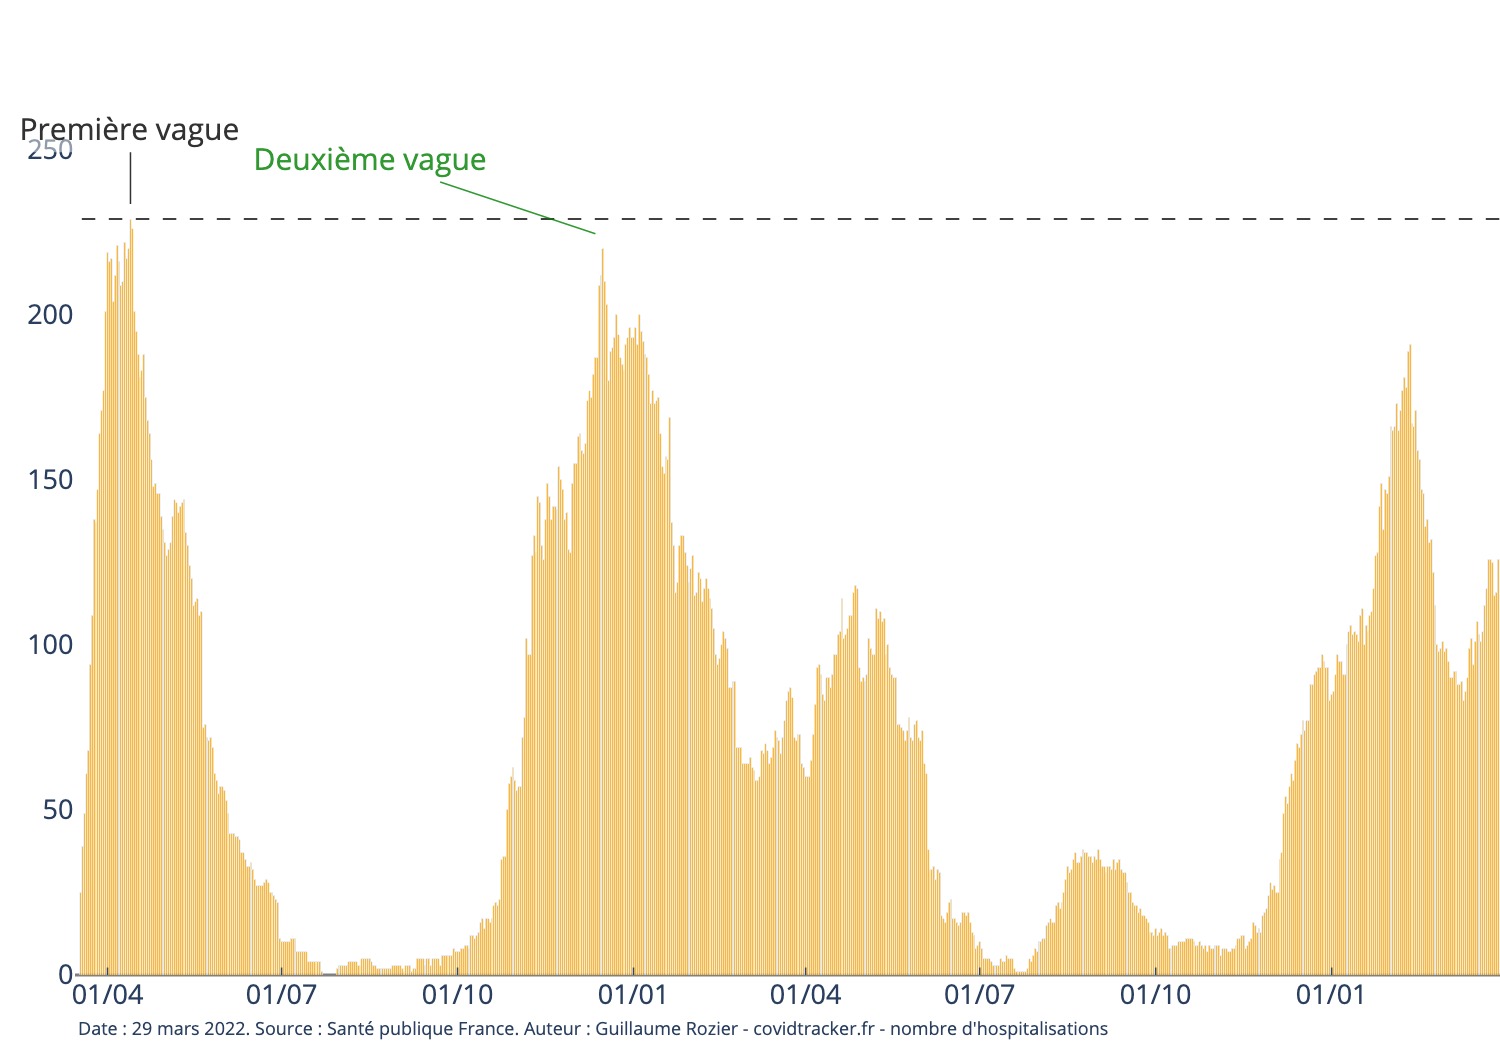 Première vague
250
Deuxième vague
200
150
100
50
0
01/04 01/07 01/10 01/01 01/04 01/07 01/10 01/01
Date : 29 mars 2022. Source : Santé publique France. Auteur : Guillaume Rozier - covidtracker.fr - nombre d'hospitalisations